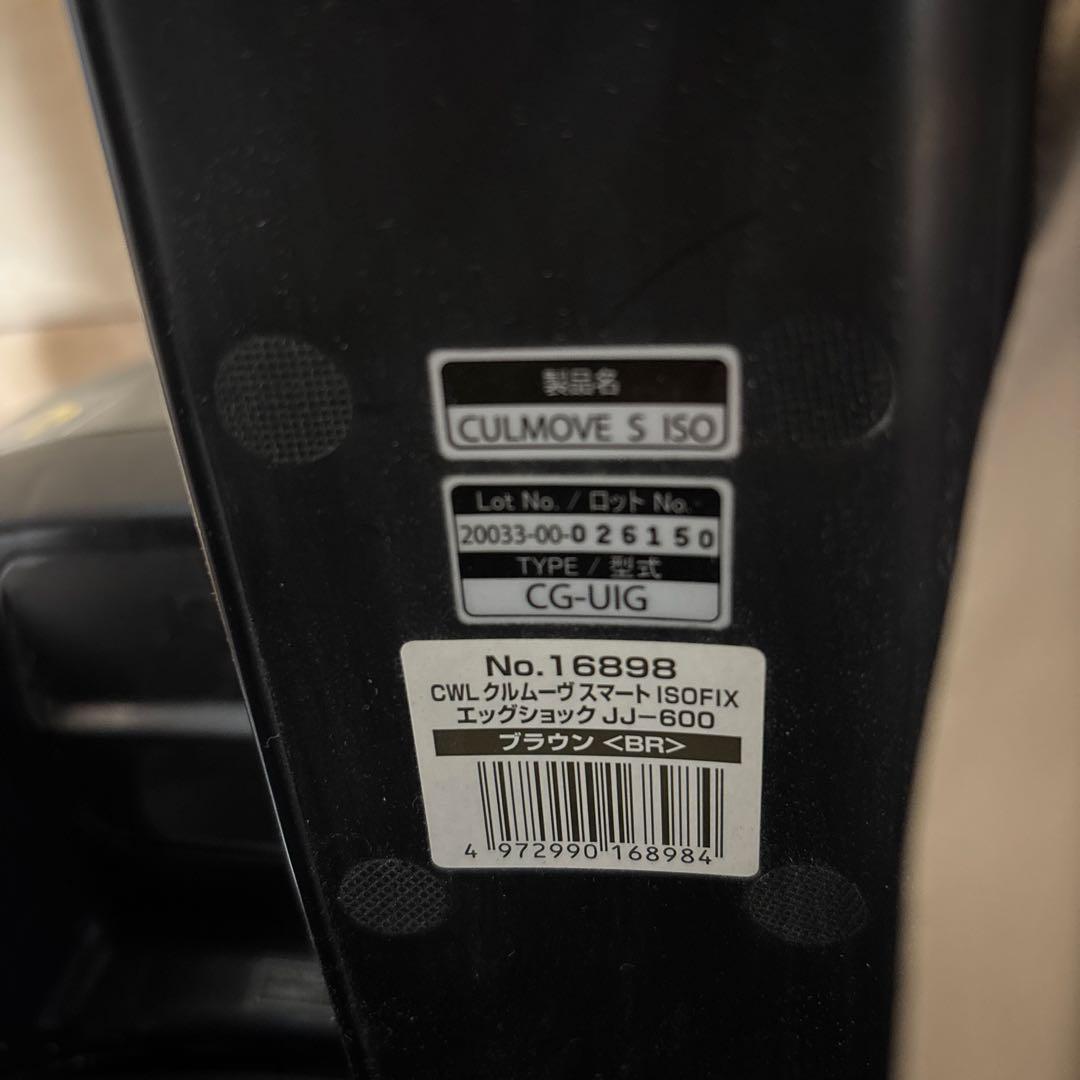 製品名
CULMOVE S ISO
Lot No. / ロット No.
20033-00-026150
TYPE / 型式
CG-UIG
No.16898
CWL クルムーヴ スマート ISOFIX
エッグショック JJ-600
ブラウン <BR>
4 972990 168984